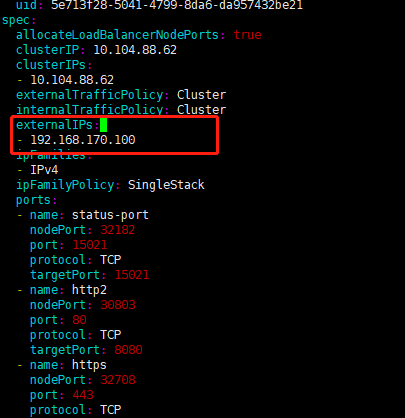 uid: 5e713f28-5041-4799-8da6-da957432be21
spec:
allocateLoadBalancerNodePorts: true
clusterIP: 10.104.88.62
clusterIPs:
- 10.104.88.62
externalTrafficPolicy: Cluster
internalTrafficPolicy: Cluster
externalIPs:
- 192.168.170.100
ipFamilies:
- IPv4
ipFamilyPolicy: SingleStack
ports:
- name: status-port
nodePort: 32182
port: 15021
protocol: TCP
targetPort: 15021
- name: http2
nodePort: 30803
port: 80
protocol: TCP
targetPort: 8080
- name: https
nodePort: 32708
port: 443
protocol: TCP